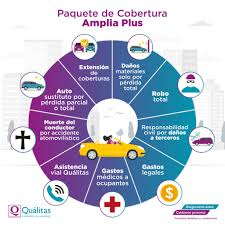 Paquete de Cobertura
Amplia Plus
Extensión
de
coberturas
Daños
materiales
solo por
pérdida
total
Auto
sustituto por
pérdida parcial o
total
Robo
total
Muerte del
conductor
por accidente
atomovilístico
Responsabilidad
civil por daños a
terceros
Asistencia
vial Quálitas
Gastos
médicos a
ocupantes
Gastos
legales
$
Quálitas